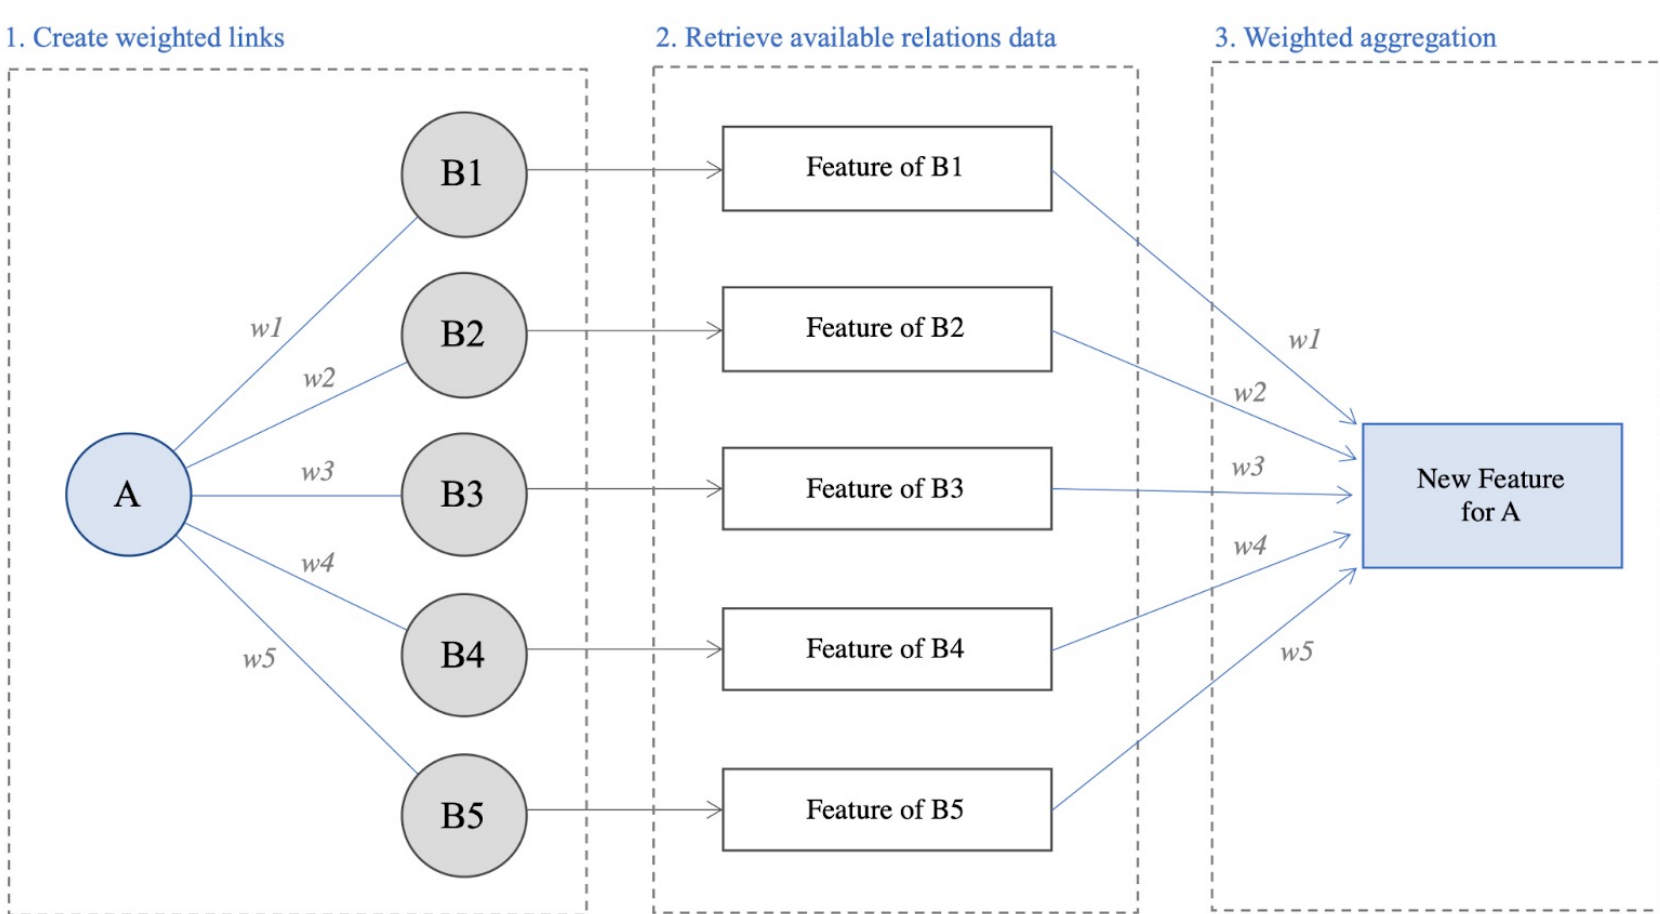 1. Create weighted links
2. Retrieve available relations data
3. Weighted aggregation
B1
Feature of B1
w1
w1
B2
Feature of B2
w2
w2
A
w3
B3
Feature of B3
w3
New Feature
for A
w4
B4
Feature of B4
w4
w5
B5
Feature of B5
w5